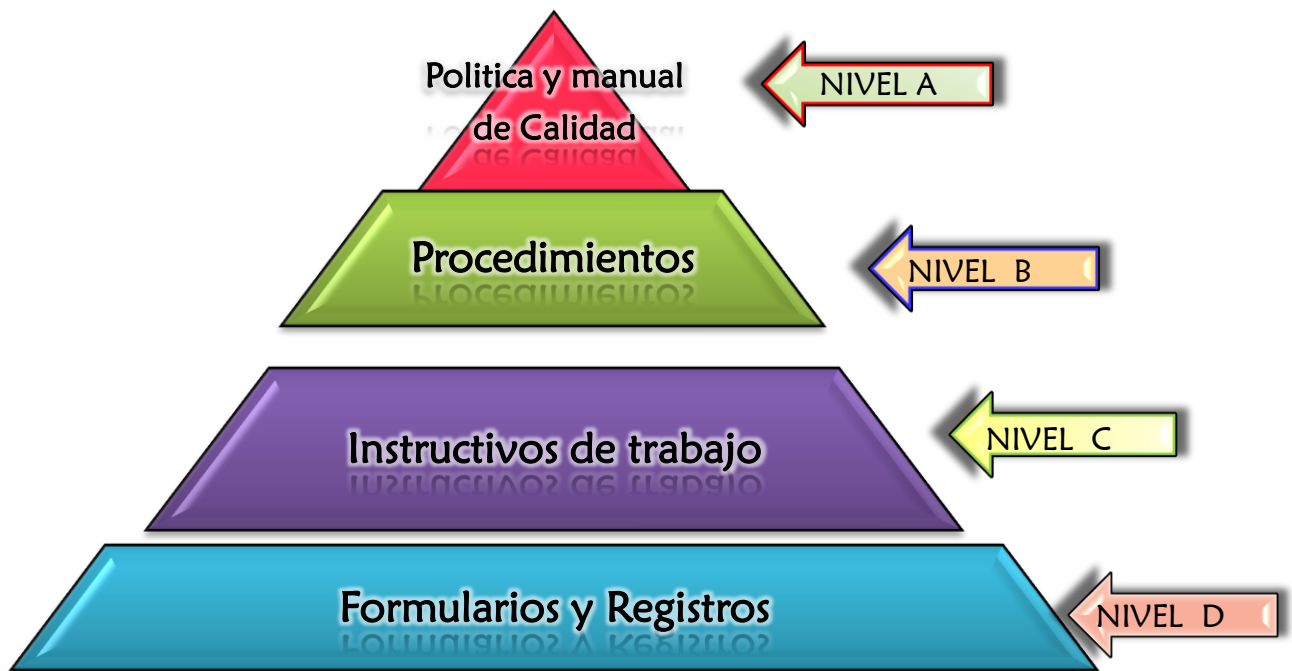 Politica y manual
de Calidad
NIVEL A
Procedimientos
NIVEL B
Instructivos de trabajo
NIVEL C
Formularios y Registros
NIVEL D